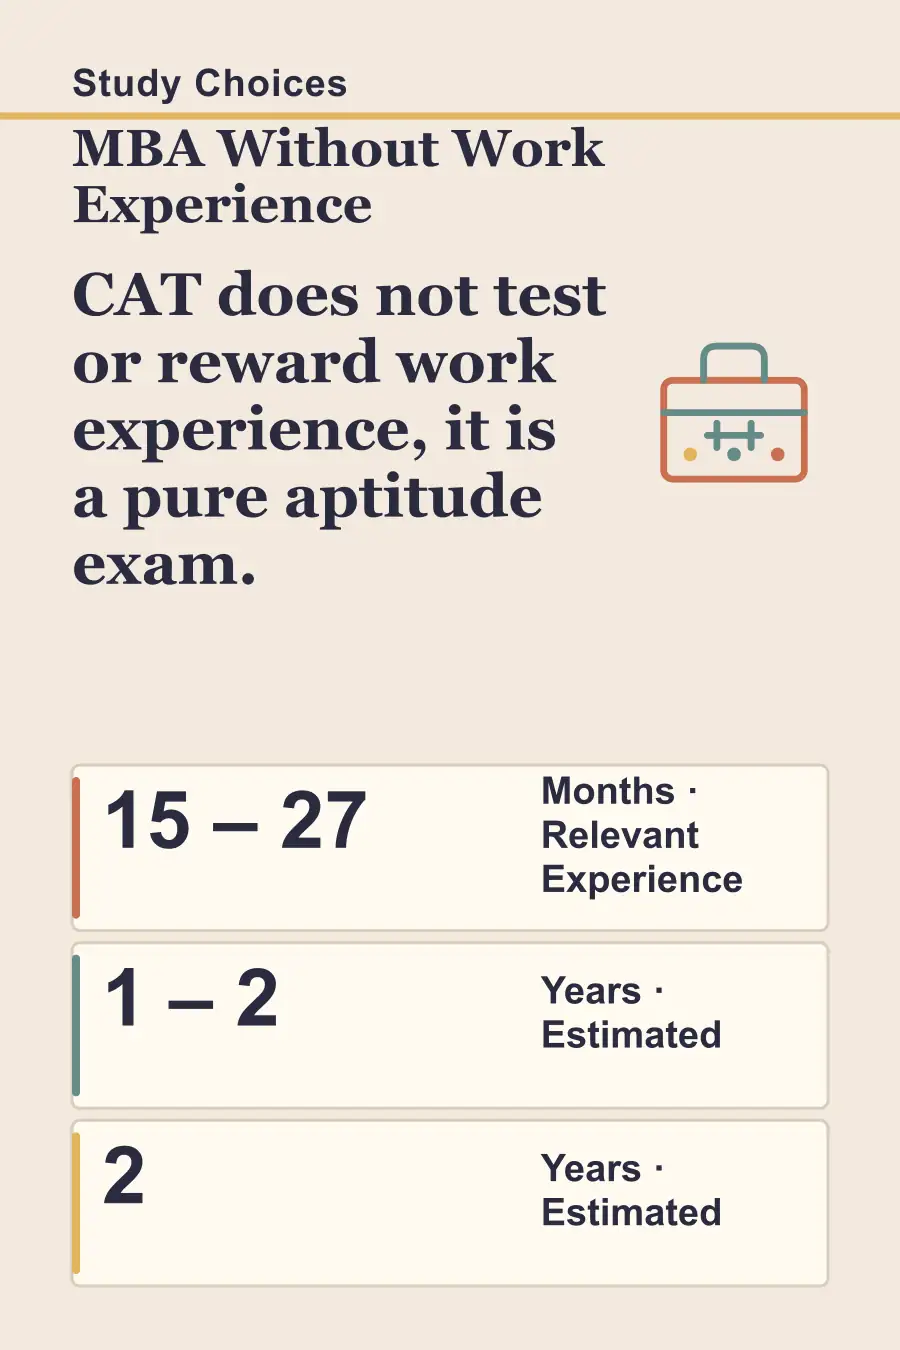 Study Choices
MBA Without Work
Experience
CAT does not test
or reward work
experience, it is
a pure aptitude
exam.
15 – 27
Months ·
Relevant
Experience
1 – 2
Years ·
Estimated
2
Years ·
Estimated